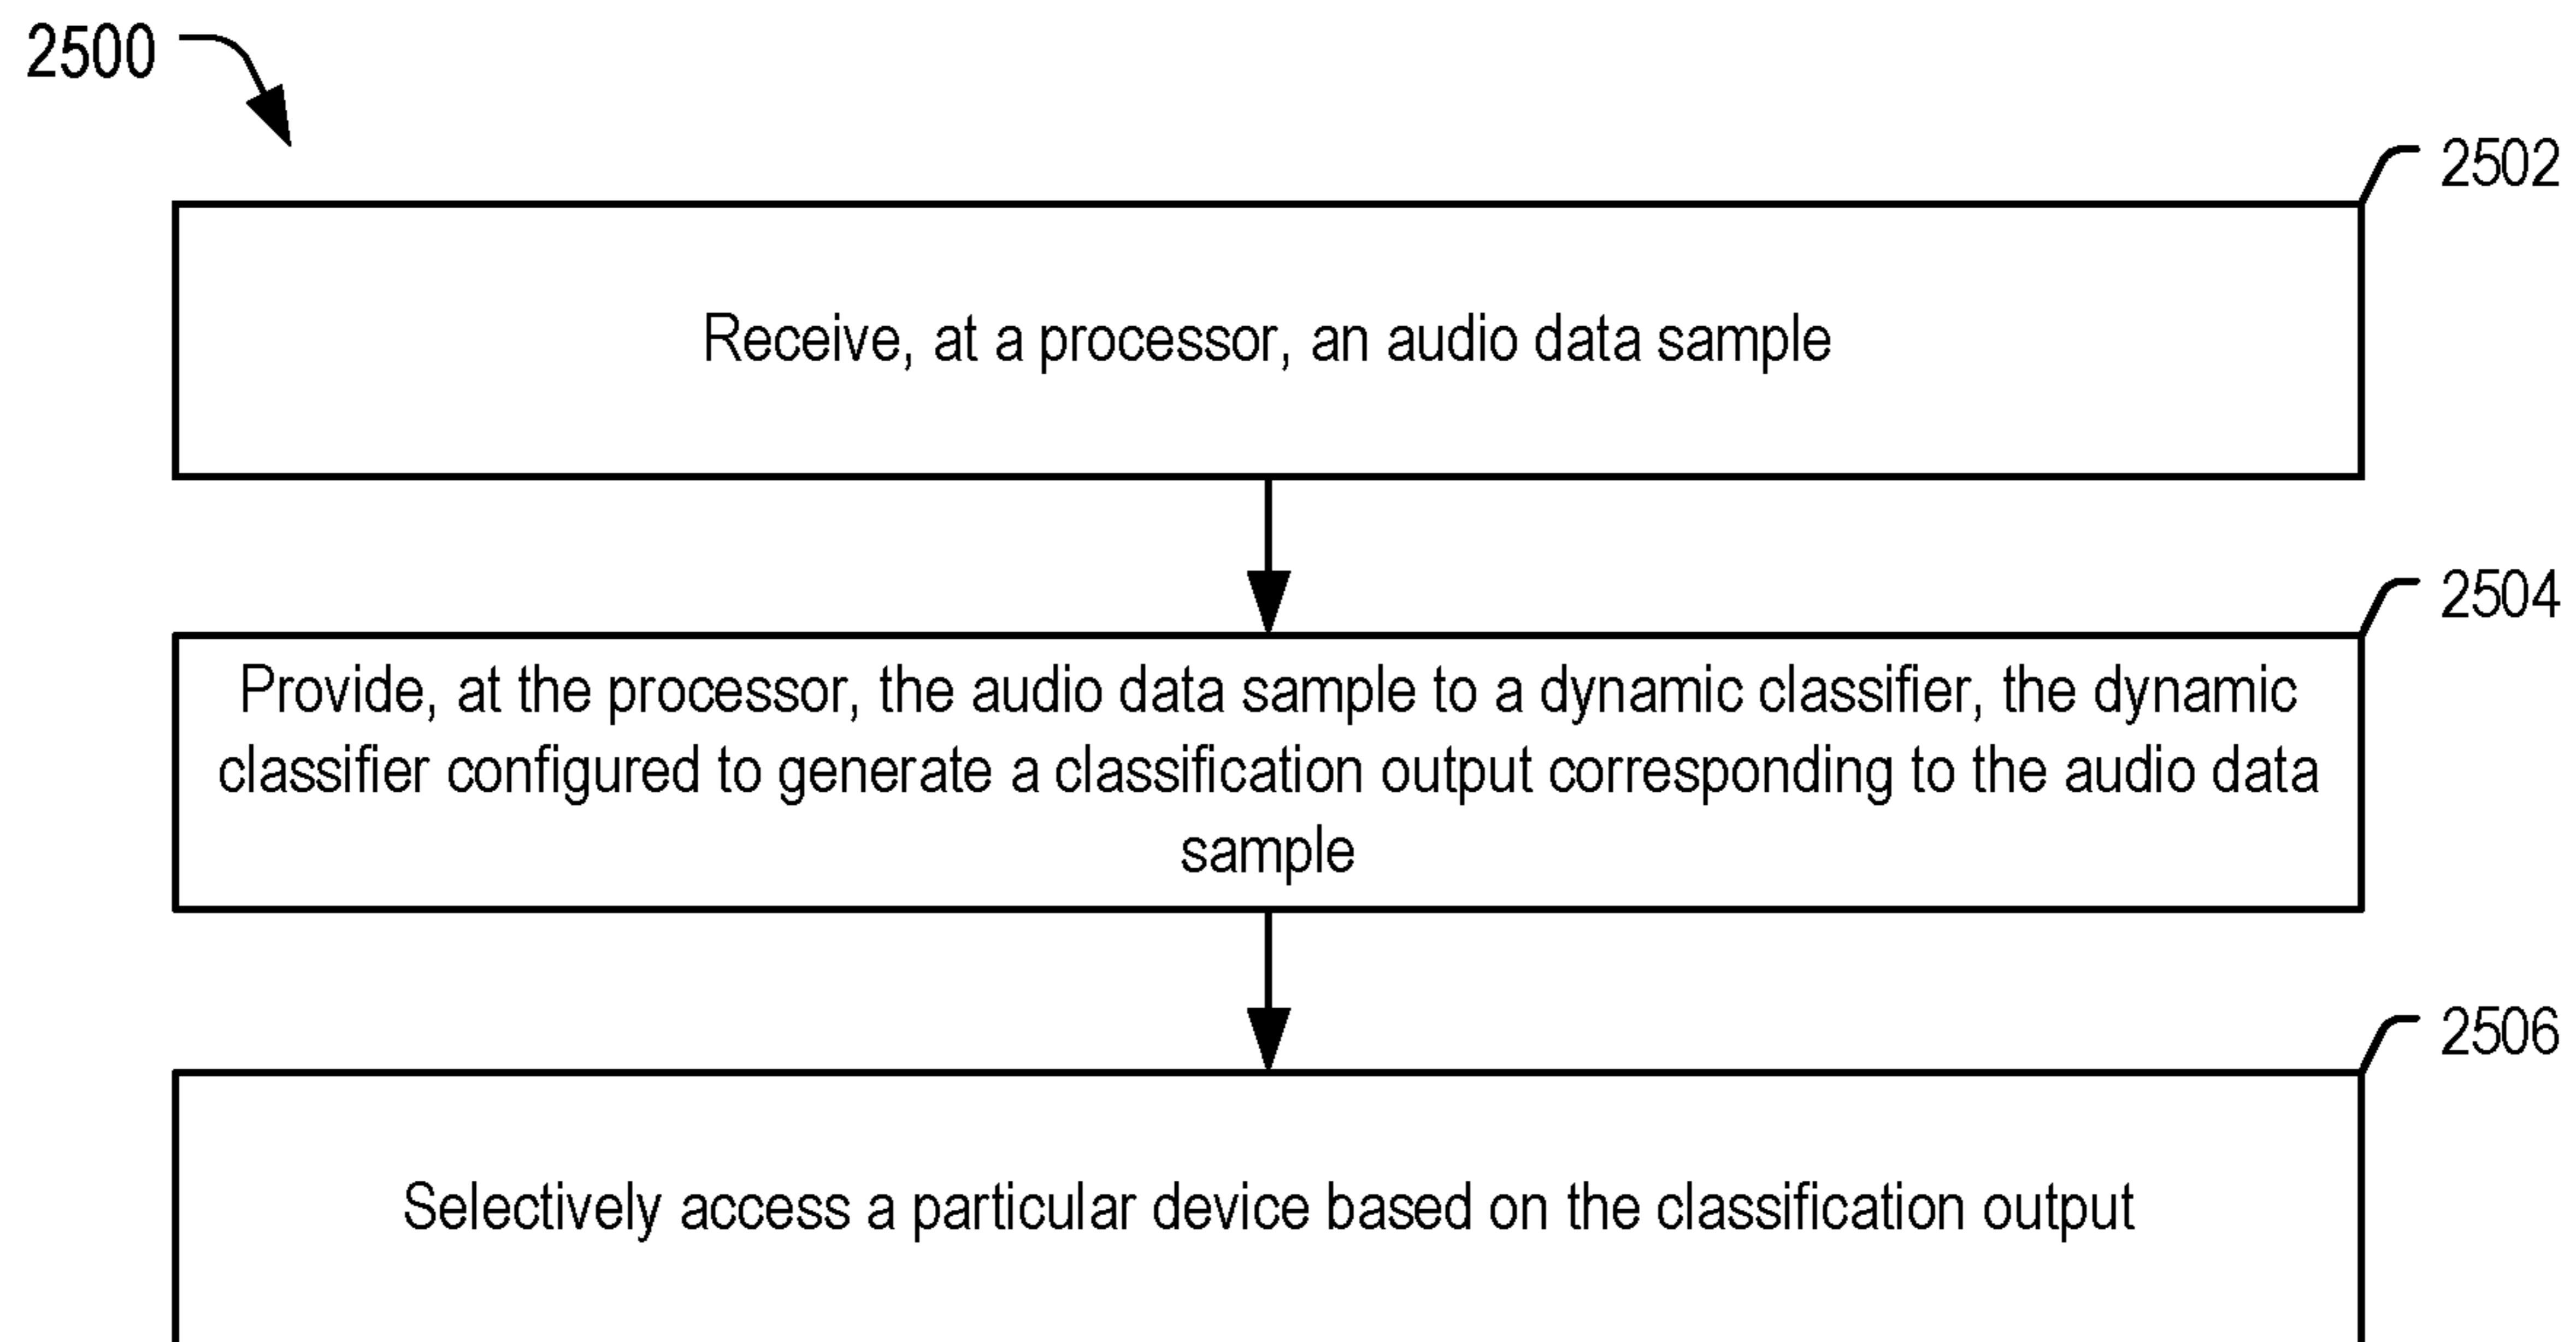 2500
2502
Receive, at a processor, an audio data sample
2504
Provide, at the processor, the audio data sample to a dynamic classifier, the dynamic
classifier configured to generate a classification output corresponding to the audio data
sample
2506
Selectively access a particular device based on the classification output